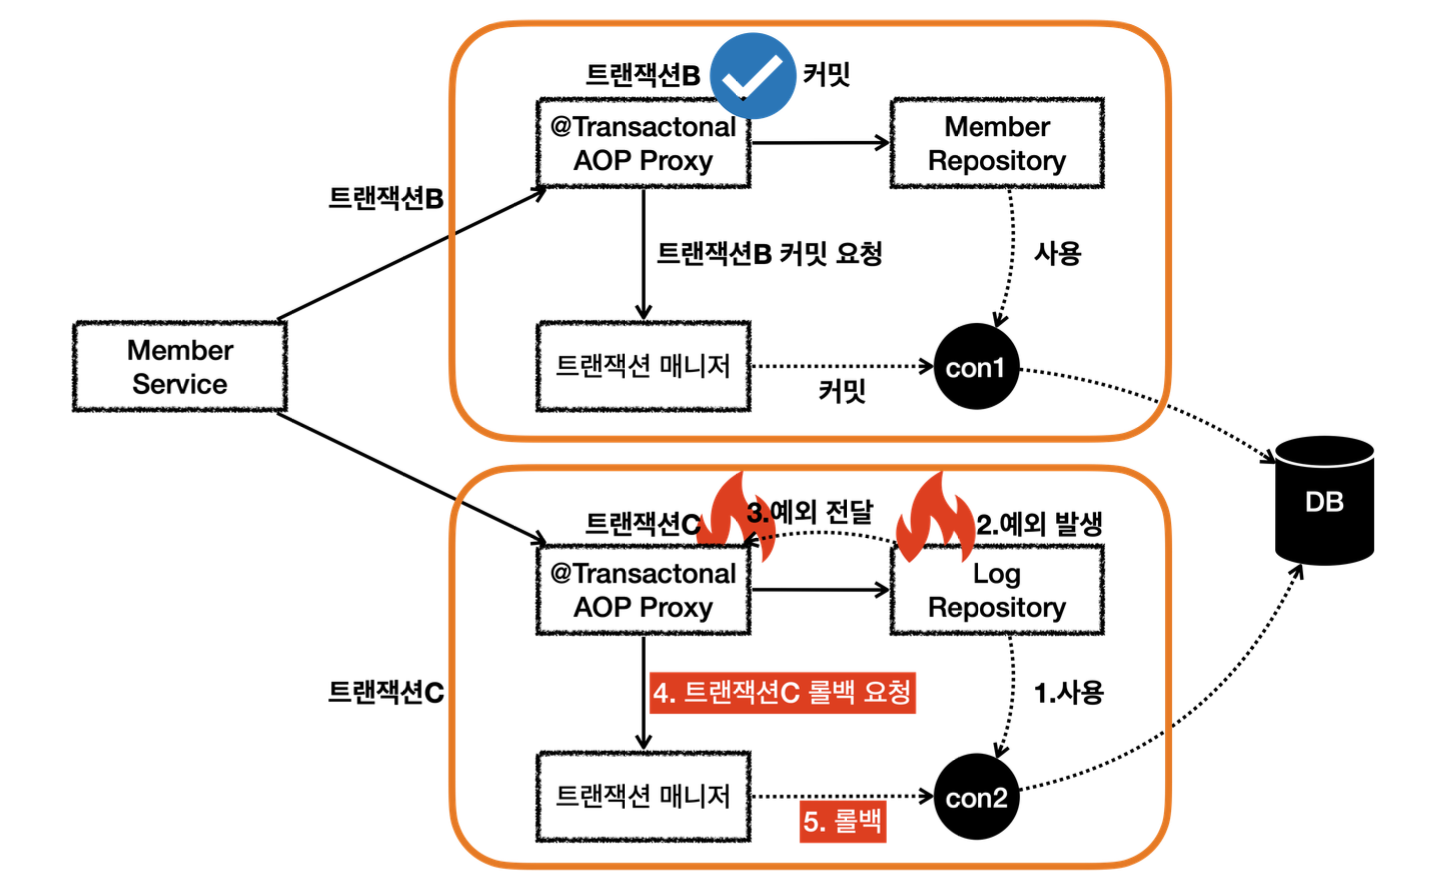 트랜잭션B
커밋
@Transactonal
AOP Proxy
Member
Repository
트랜잭션B
트랜잭션B 커밋 요청
사용
Member
Service
트랜잭션 매니저
커밋
con1
DB
트랜잭션C
3.예외 전달
2.예외 발생
@Transactonal
AOP Proxy
Log
Repository
트랜잭션C
4. 트랜잭션C 롤백 요청
1.사용
트랜잭션 매니저
5. 롤백
con2